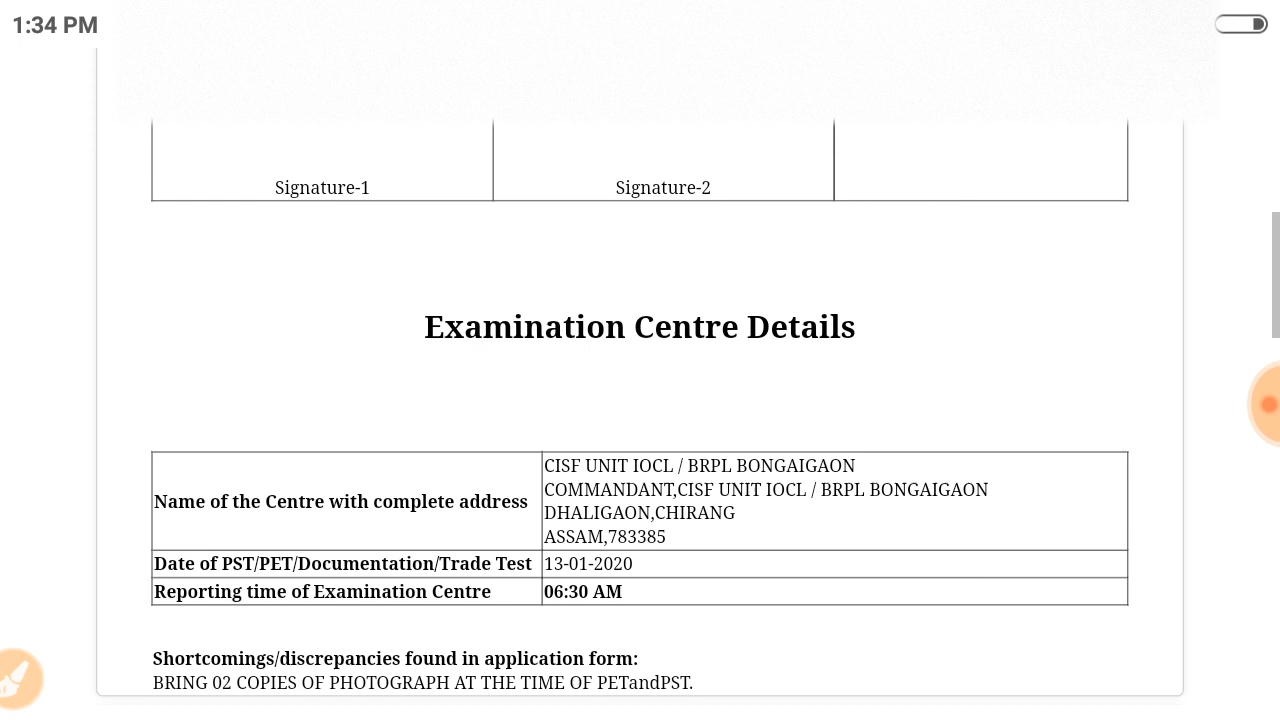 1:34 PM
Signature-1 Signature-2
Examination Centre Details
Name of the Centre with complete address
CISF UNIT IOCL / BRPL BONGAIGAON
COMMANDANT,CISF UNIT IOCL / BRPL BONGAIGAON
DHALIGAON,CHIRANG
ASSAM,783385
Date of PST/PET/Documentation/Trade Test 13-01-2020
Reporting time of Examination Centre 06:30 AM
Shortcomings/discrepancies found in application form:
BRING 02 COPIES OF PHOTOGRAPH AT THE TIME OF PETandPST.